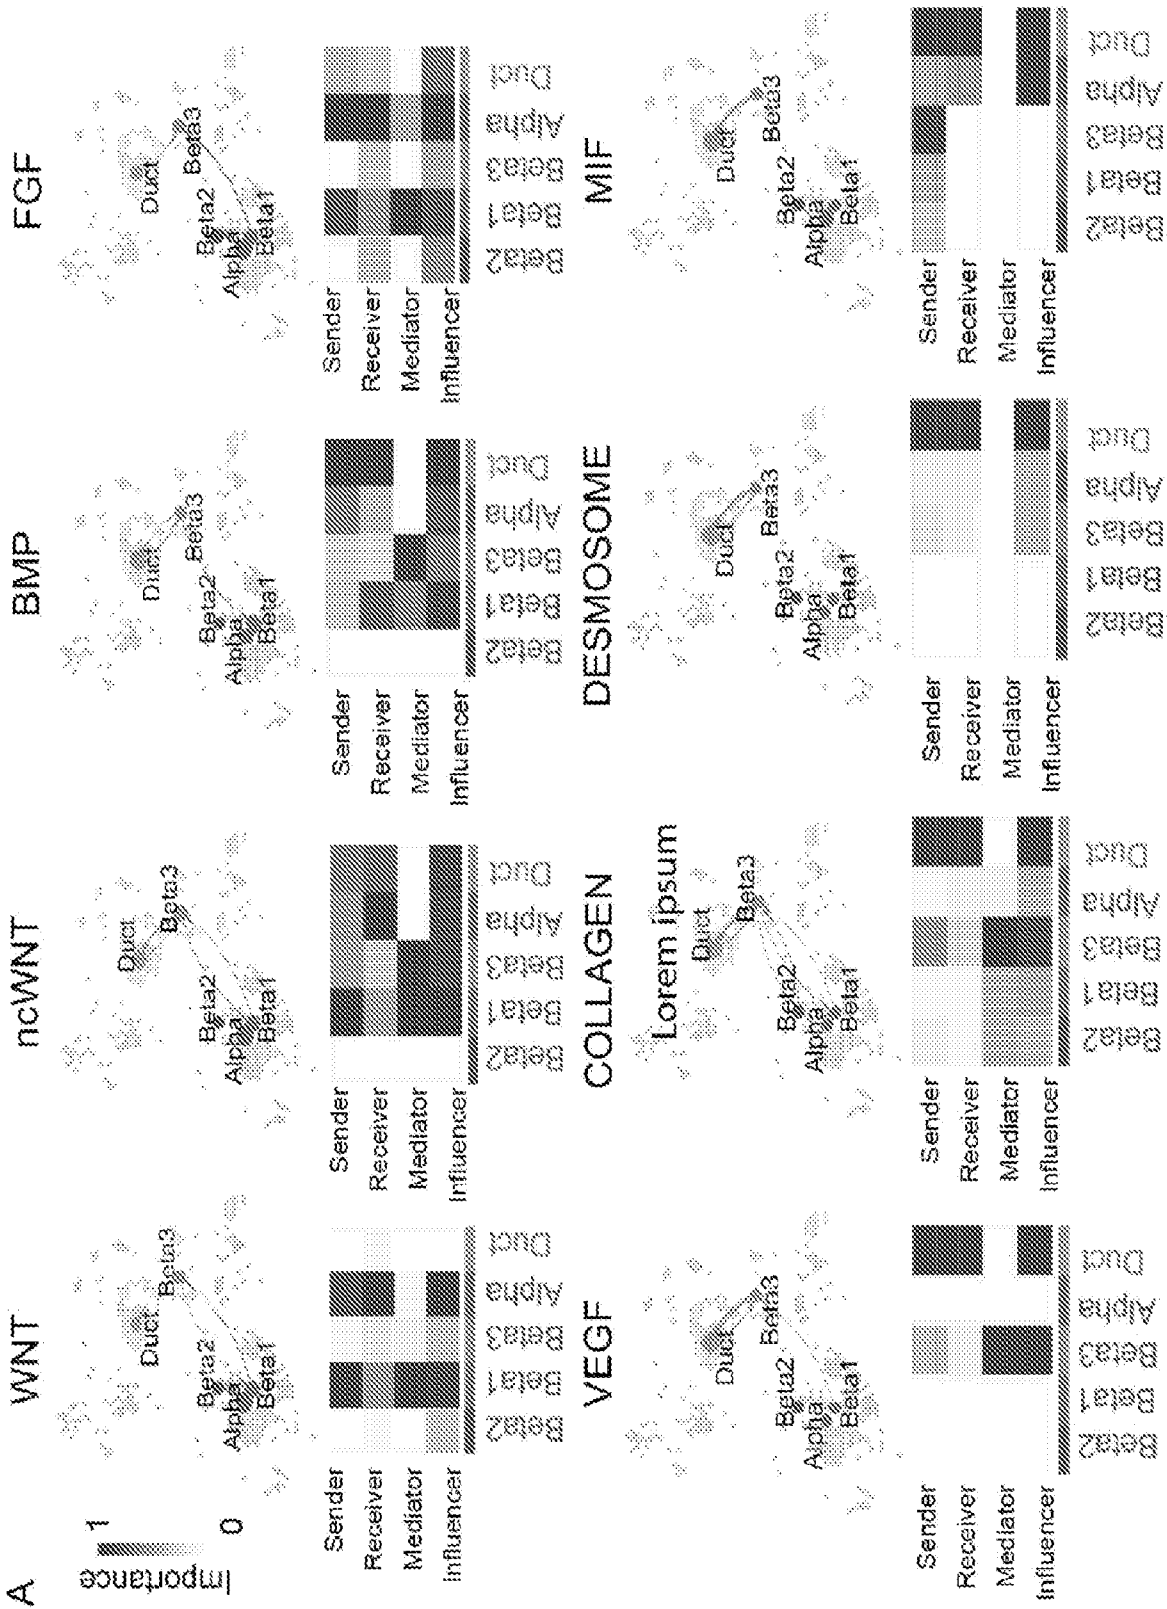 A
Importance
1
0
WNT
Duct
Beta3
Beta2
Alpha
Beta1
Sender
Receiver
Mediator
Influencer
Beta2
Beta1
Beta3
Alpha
Duct
ncWNT
Duct
Beta3
Beta2
Alpha
Beta1
Sender
Receiver
Mediator
Influencer
Beta2
Beta1
Beta3
Alpha
Duct
BMP
Duct
Beta3
Beta2
Alpha
Beta1
Sender
Receiver
Mediator
Influencer
Beta2
Beta1
Beta3
Alpha
Duct
FGF
Duct
Beta3
Beta2
Alpha
Beta1
Sender
Receiver
Mediator
Influencer
Beta2
Beta1
Beta3
Alpha
Duct
VEGF
Duct
Beta3
Beta2
Alpha
Beta1
Sender
Receiver
Mediator
Influencer
Beta2
Beta1
Beta3
Alpha
Duct
COLLAGEN
Lorem ipsum
Duct
Beta3
Beta2
Alpha
Beta1
Sender
Receiver
Mediator
Influencer
Beta2
Beta1
Beta3
Alpha
Duct
DESMOSOME
Duct
Beta3
Beta2
Alpha
Beta1
Sender
Receiver
Mediator
Influencer
Beta2
Beta1
Beta3
Alpha
Duct
MIF
Duct
Beta3
Beta2
Alpha
Beta1
Sender
Receiver
Mediator
Influencer
Beta2
Beta1
Beta3
Alpha
Duct